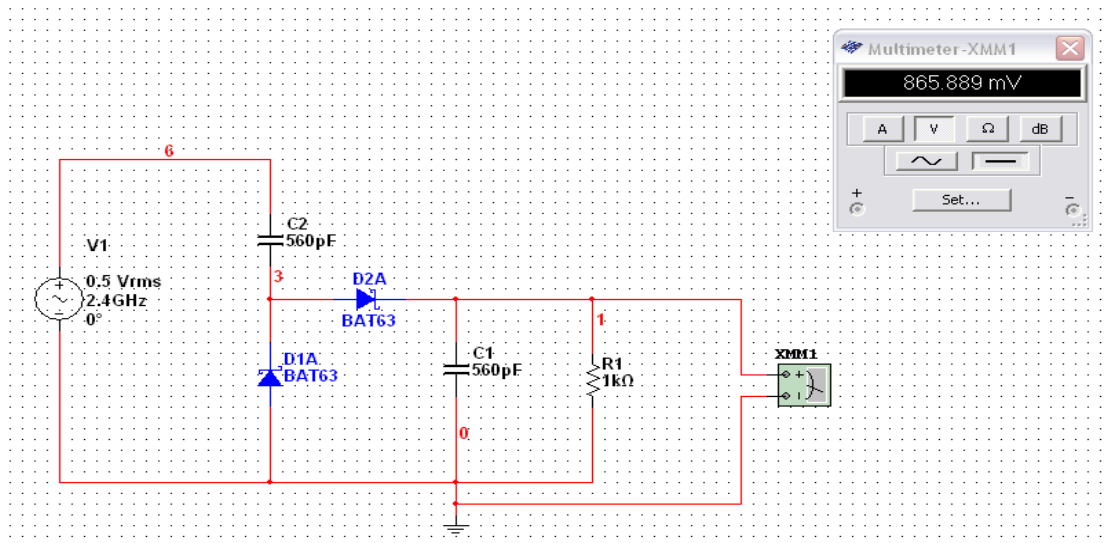 Multimeter-XMM1
865.889 mV
A V Ω dB
+ Set... -
6
C2
560pF
V1
+
0.5 Vrms
2.4GHz
0°
3
D2A
BAT63
1
D1A
BAT63
C1
560pF
R1
1kΩ
XMM1
+
0